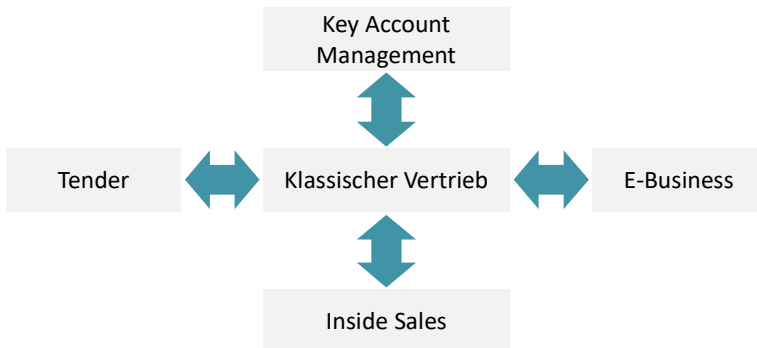 Key Account
Management
Tender
Klassischer Vertrieb
E-Business
Inside Sales